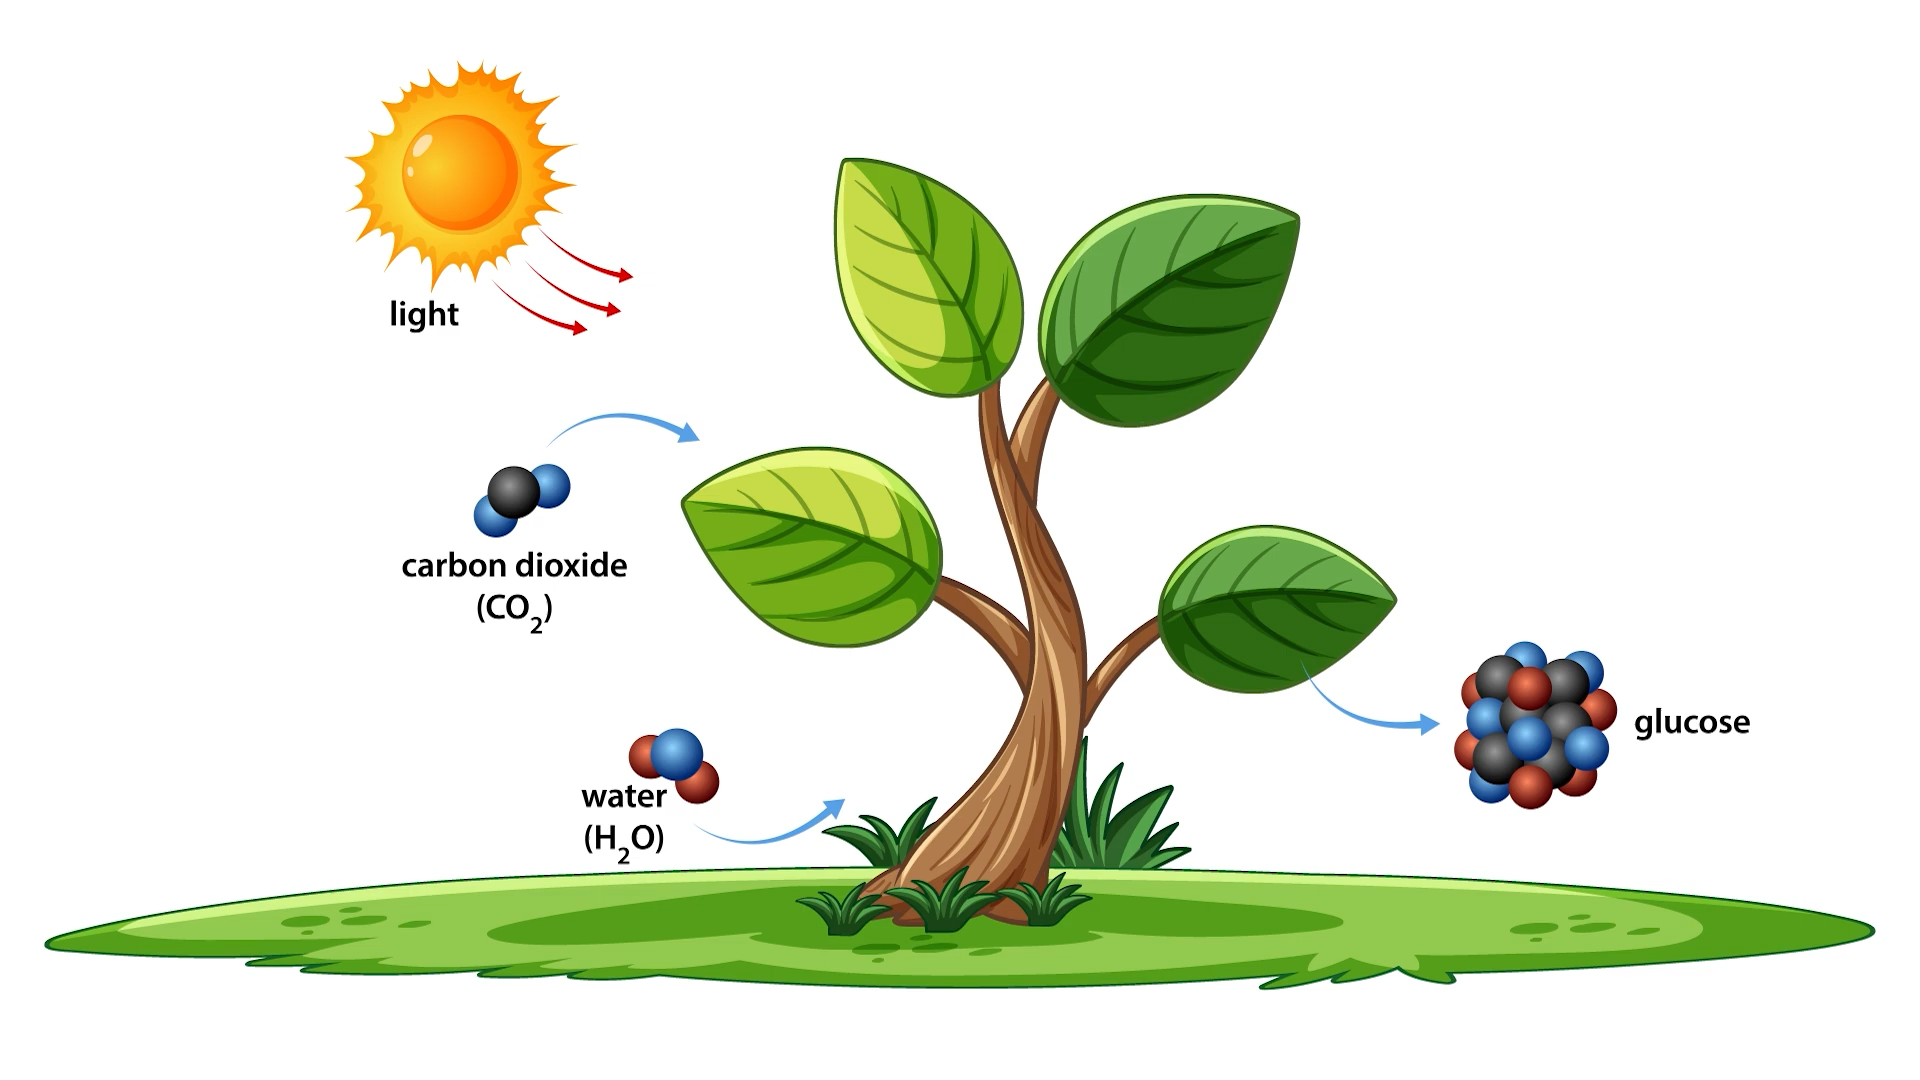 light
carbon dioxide
(CO₂)
water
(H₂O)
glucose